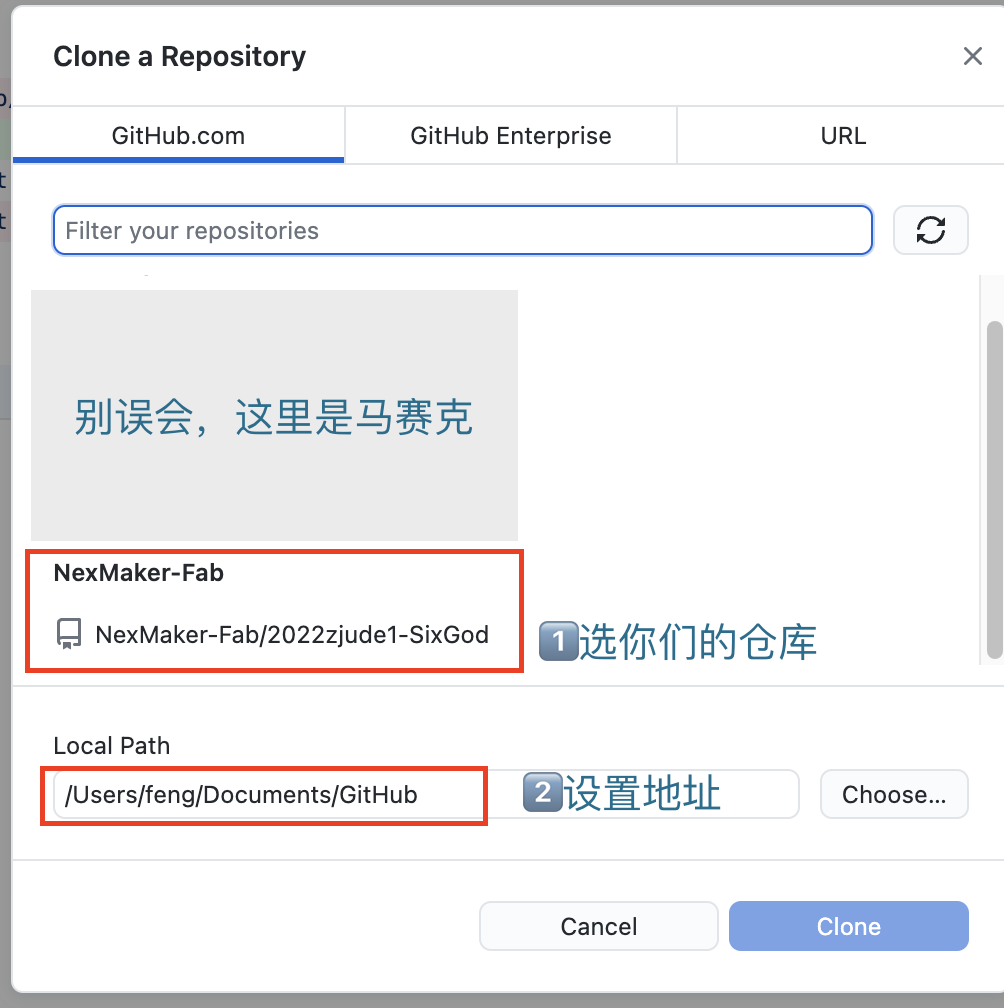 Clone a Repository
GitHub.com
GitHub Enterprise
URL
Filter your repositories
别误会，这里是马赛克
NexMaker-Fab
NexMaker-Fab/2022zjude1-SixGod
1选你们的仓库
Local Path
/Users/feng/Documents/GitHub
2设置地址
Choose...
Cancel
Clone